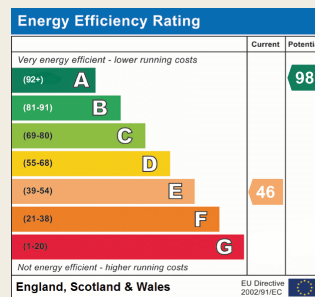 Energy Efficiency Rating
Current Potenti
Very energy efficient - lower running costs
(92+) A 98
(81-91) B
(69-80) C
(55-68) D
(39-54) E 46
(21-38) F
(1-20) G
Not energy efficient - higher running costs
England, Scotland & Wales
EU Directive
2002/91/EC